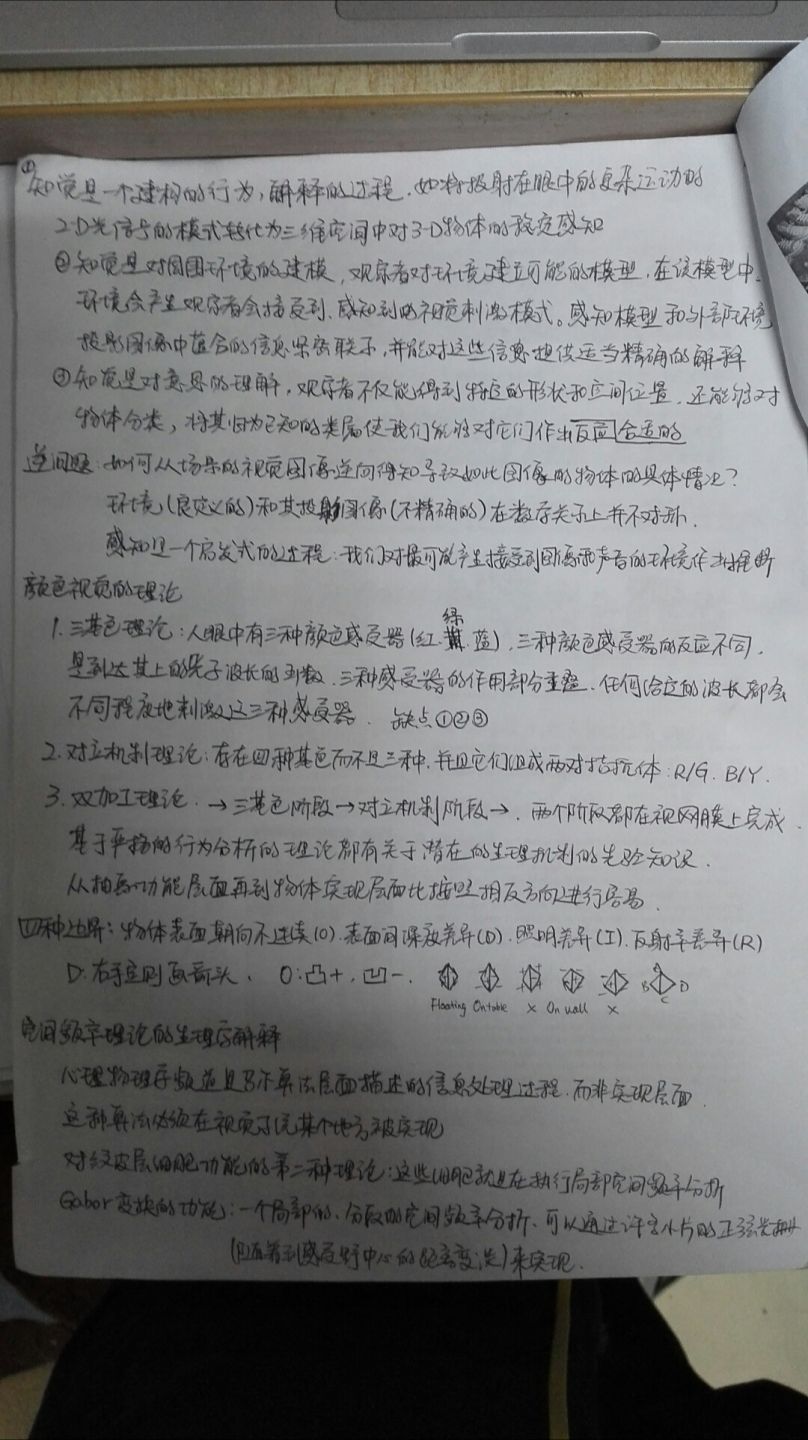 ①知觉是一个建构的行为,解释的过程.如将投射在眼中的复杂运动的
2-D光信号的模式转化为三维空间中对3-D物体的稳定感知
②知觉是对周围环境的建模,观察者对环境建立可能的模型,在该模型中
环境会产生观察者会接受到、感知到的视觉刺激模式。感知模型和外部环境
投影图像中蕴含的信息紧密联系,并能对这些信息提供适当精确的解释
③知觉是对意思的理解,观察者不仅能得到特定的形状和空间位置,还能够对
物体分类,将其归为已知的类属使我们能够对它们作出反应合适的
逆问题:如何从场景的视觉图像逆向得知导致如此图像的物体的具体情况?
环境(良定义的)和其投射图像(不精确的)在数学关系上并不对称.
感知是一个启发式的过程:我们对最可能产生接受到图像或声音的环境作出推断
颜色视觉的理论
1.三基色理论:人眼中有三种颜色感受器(红.绿.蓝),三种颜色感受器的反应不同,
是到达其上的光子波长的函数.三种感受器的作用部分重叠.任何给定的波长都会
不同程度地刺激这三种感受器. 缺点①②③
2.对立机制理论:存在四种基色而不是三种.并且它们组成两对拮抗体:R/G.B/Y.
3.双加工理论.→三基色阶段→对立机制阶段→.两个阶段都在视网膜上完成.
基于严格的行为分析的理论都有关于潜在的生理机制的先验知识.
从抽象功能层面再到物体实现层面比按照相反方向进行容易.
四种边界:物体表面朝向不连续(O).表面间深度差异(D).照明差异(I).反射率差异(R)
D:右手定则画箭头. O:凸+.凹-. B C D
Floating Ontable × On wall ×
空间频率理论的生理学解释
心理物理学频道是另外算法层面描述的信息处理过程.而非实现层面.
这种算法必须在视觉系统某个地方被实现
对纹皮层细胞功能的第二种理论:这些细胞就是在执行局部空间频率分析
Gabor变换的功能:一个局部的、分段的空间频率分析、可以通过许多小片的正弦光栅
(随着到感受野中心的距离变淡)来实现.